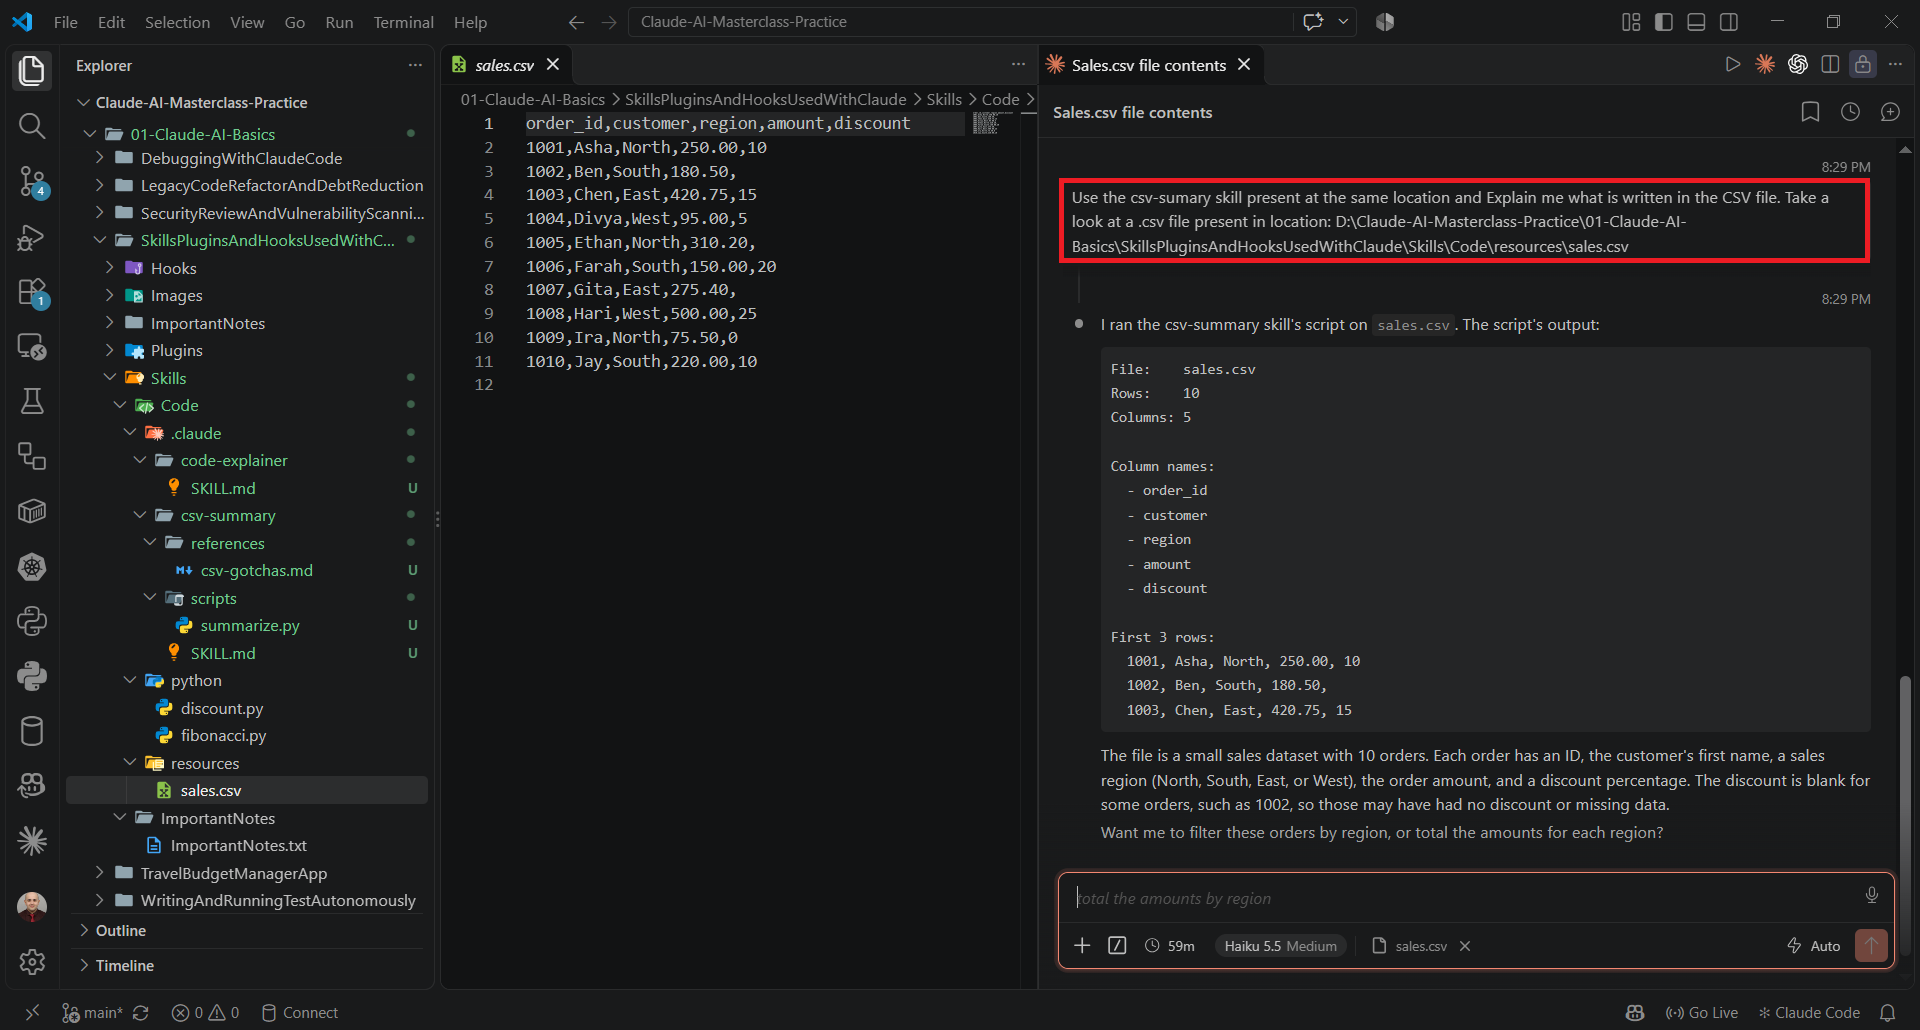 File Edit Selection View Go Run Terminal Help
Claude-AI-Masterclass-Practice
Explorer
Claude-AI-Masterclass-Practice
01-Claude-AI-Basics
DebuggingWithClaudeCode
LegacyCodeRefactorAndDebtReduction
SecurityReviewAndVulnerabilityScanni...
SkillsPluginsAndHooksUsedWithC...
Hooks
Images
ImportantNotes
Plugins
Skills
Code
.claude
code-explainer
SKILL.md U
csv-summary
references
csv-gotchas.md U
scripts
summarize.py U
SKILL.md U
python
discount.py
fibonacci.py
resources
sales.csv
ImportantNotes
ImportantNotes.txt
TravelBudgetManagerApp
WritingAndRunningTestAutonomously
Outline
Timeline
4
1
sales.csv
01-Claude-AI-Basics > SkillsPluginsAndHooksUsedWithClaude > Skills > Code >
1 order_id,customer,region,amount,discount
2 1001,Asha,North,250.00,10
3 1002,Ben,South,180.50,
4 1003,Chen,East,420.75,15
5 1004,Divya,West,95.00,5
6 1005,Ethan,North,310.20,
7 1006,Farah,South,150.00,20
8 1007,Gita,East,275.40,
9 1008,Hari,West,500.00,25
10 1009,Ira,North,75.50,0
11 1010,Jay,South,220.00,10
12
Sales.csv file contents
Sales.csv file contents
8:29 PM
Use the csv-sumary skill present at the same location and Explain me what is written in the CSV file. Take a
look at a .csv file present in location: D:\Claude-AI-Masterclass-Practice\01-Claude-AI-
Basics\SkillsPluginsAndHooksUsedWithClaude\Skills\Code\resources\sales.csv
8:29 PM
I ran the csv-summary skill's script on sales.csv. The script's output:
File: sales.csv
Rows: 10
Columns: 5
Column names:
- order_id
- customer
- region
- amount
- discount
First 3 rows:
1001, Asha, North, 250.00, 10
1002, Ben, South, 180.50,
1003, Chen, East, 420.75, 15
The file is a small sales dataset with 10 orders. Each order has an ID, the customer's first name, a sales
region (North, South, East, or West), the order amount, and a discount percentage. The discount is blank for
some orders, such as 1002, so those may have had no discount or missing data.
Want me to filter these orders by region, or total the amounts for each region?
total the amounts by region
59m Haiku 5.5 Medium sales.csv Auto
main* 0 0 Connect Go Live Claude Code